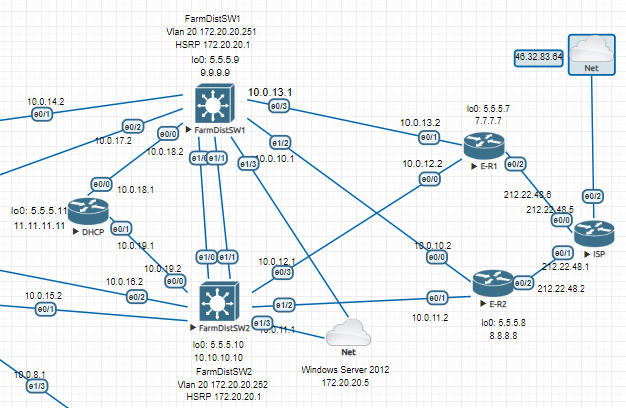 FarmDistSW1
Vlan 20 172.20.20.251
HSRP 172.20.20.1
lo0: 5.5.5.9
9.9.9.9
46.32.83.64
Net
10.0.14.2
e0/1
10.0.13.1
e0/3
lo0: 5.5.5.7
7.7.7.7
e0/2
10.0.17.2
e0/0
FarmDistSW1
10.0.13.2
e0/1
10.0.18.2
e1/0
e1/1
e1/2
e1/3
10.0.10.1
10.0.12.2
E-R1
e0/2
e0/0
10.0.18.1
e0/0
212.22.48.6
e0/2
lo0: 5.5.5.11
11.11.11.11
DHCP
e0/1
212.22.48.5
e0/0
10.0.19.1
10.0.10.2
e0/0
e0/1
ISP
e1/0
e1/1
10.0.12.1
e0/3
10.0.19.2
e0/0
212.22.48.1
10.0.16.2
e0/2
e0/2
212.22.48.2
10.0.15.2
e0/1
e1/2
e0/1
E-R2
FarmDistSW2
e1/3
10.0.11.1
10.0.11.2
lo0: 5.5.5.8
8.8.8.8
lo0: 5.5.5.10
10.10.10.10
Net
FarmDistSW2
Vlan 20 172.20.20.252
HSRP 172.20.20.1
Windows Server 2012
172.20.20.5
10.0.8.1
e1/3